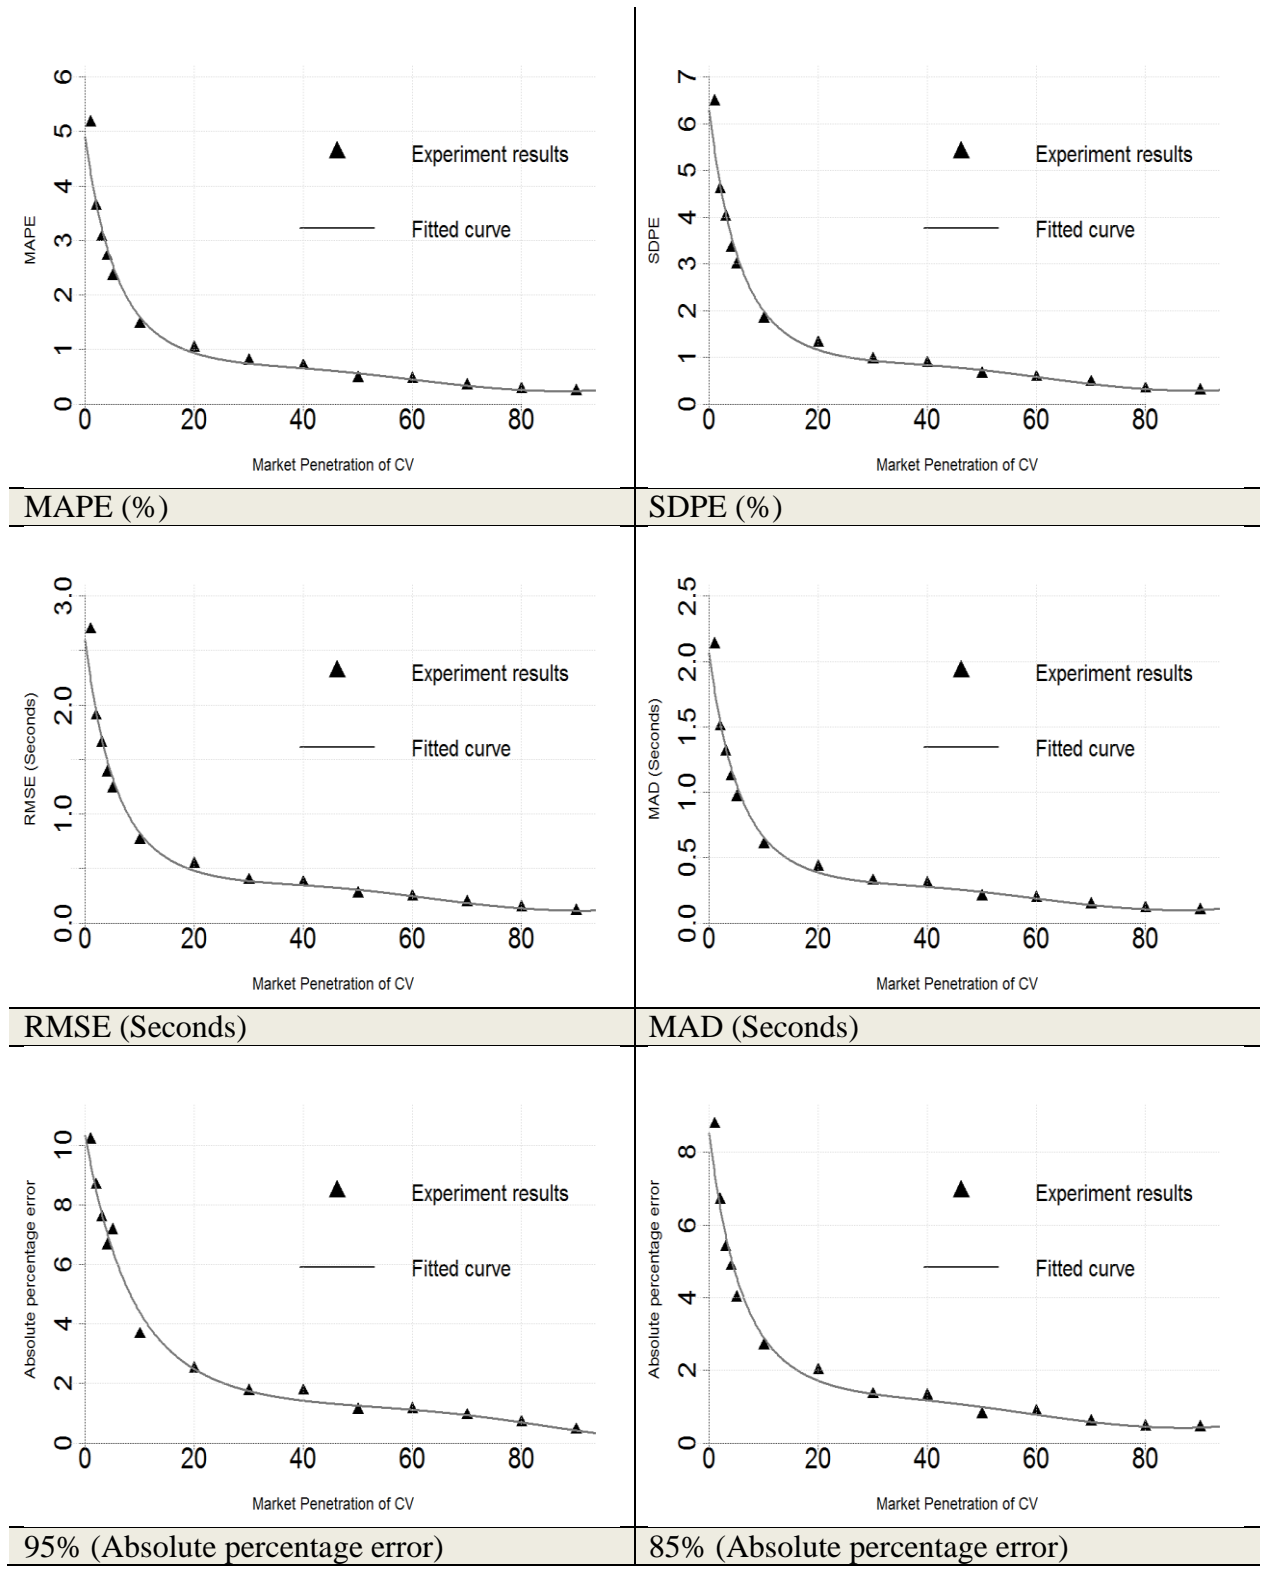 6
5
4
3
2
1
0
MAPE
Experiment results
Fitted curve
0 20 40 60 80
Market Penetration of CV
MAPE (%)
7
6
5
4
3
2
1
0
SDPE
Experiment results
Fitted curve
0 20 40 60 80
Market Penetration of CV
SDPE (%)
3.0
2.0
1.0
0.0
RMSE (Seconds)
Experiment results
Fitted curve
0 20 40 60 80
Market Penetration of CV
RMSE (Seconds)
2.5
2.0
1.5
1.0
0.5
0.0
MAD (Seconds)
Experiment results
Fitted curve
0 20 40 60 80
Market Penetration of CV
MAD (Seconds)
10
8
6
4
2
0
Absolute percentage error
Experiment results
Fitted curve
0 20 40 60 80
Market Penetration of CV
95% (Absolute percentage error)
8
6
4
2
0
Absolute percentage error
Experiment results
Fitted curve
0 20 40 60 80
Market Penetration of CV
85% (Absolute percentage error)